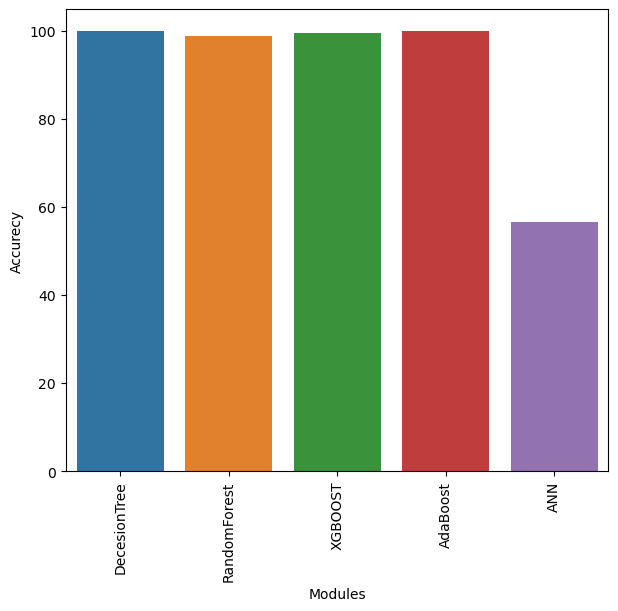 100
80
60
40
20
0
Accurecy
DecesionTree
RandomForest
XGBOOST
AdaBoost
ANN
Modules